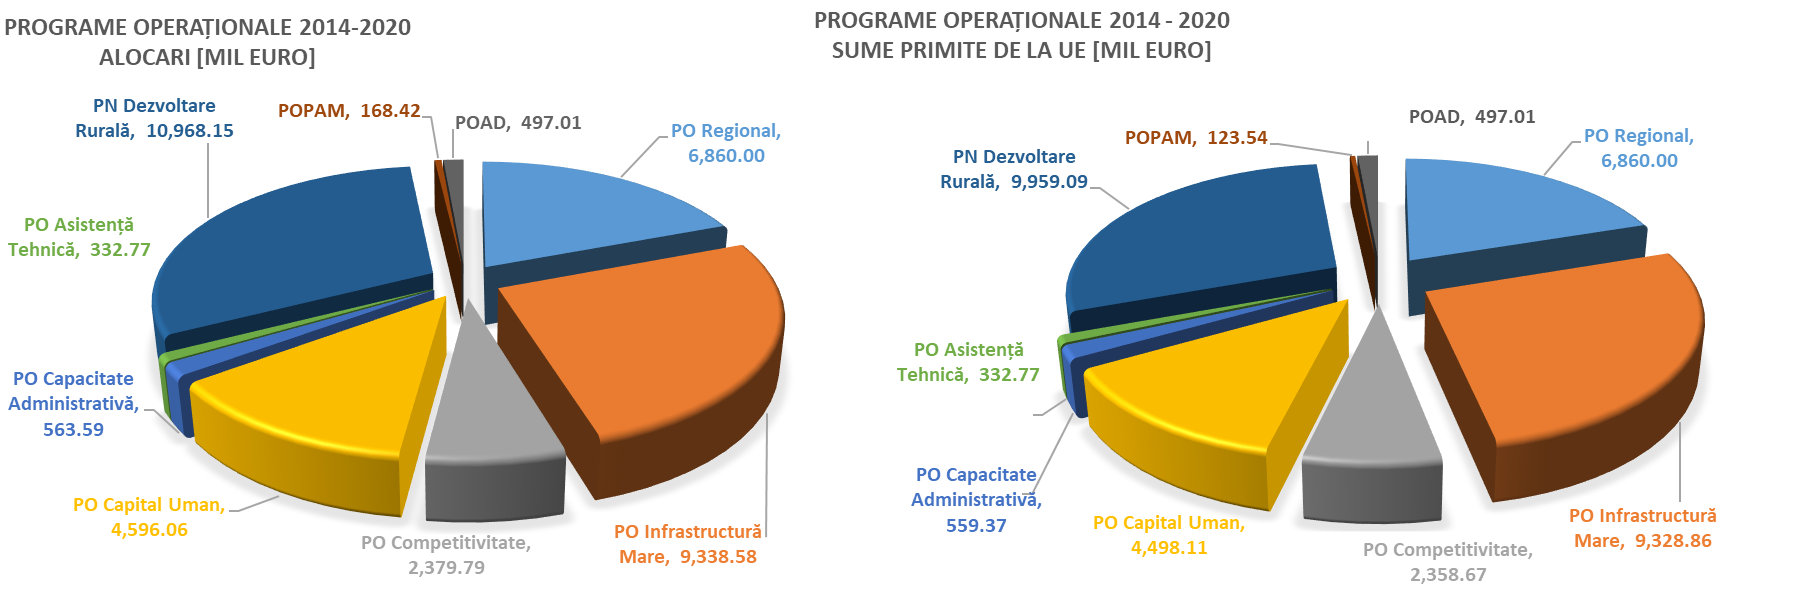 PROGRAME OPERAȚIONALE 2014-2020
ALOCARI [MIL EURO]
PN Dezvoltare
Rurală, 10,968.15
POPAM, 168.42
POAD, 497.01
PO Regional,
6,860.00
PO Asistență
Tehnică, 332.77
PO Capacitate
Administrativă,
563.59
PO Capital Uman,
4,596.06
PO Competitivitate,
2,379.79
PO Infrastructură
Mare, 9,338.58
PROGRAME OPERAȚIONALE 2014 - 2020
SUME PRIMITE DE LA UE [MIL EURO]
PN Dezvoltare
Rurală, 9,959.09
POPAM, 123.54
POAD, 497.01
PO Regional,
6,860.00
PO Asistență
Tehnică, 332.77
PO Capacitate
Administrativă,
559.37
PO Capital Uman,
4,498.11
PO Competitivitate,
2,358.67
PO Infrastructură
Mare, 9,328.86